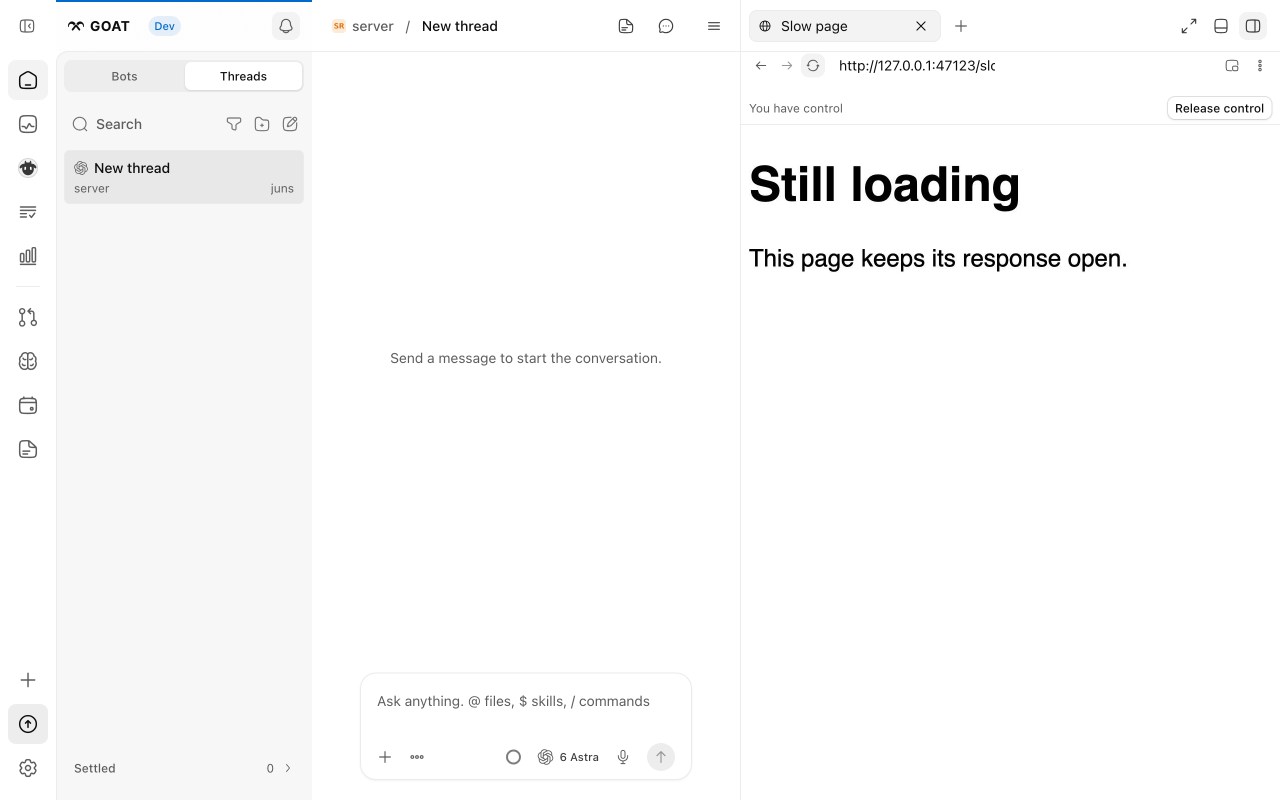 GOAT
Dev
SR server / New thread
Slow page
Bots
Threads
http://127.0.0.1:47123/slo
You have control
Release control
Search
New thread
server
juns
Still loading
This page keeps its response open.
Send a message to start the conversation.
Ask anything. @ files, $ skills, / commands
6 Astra
Settled
0